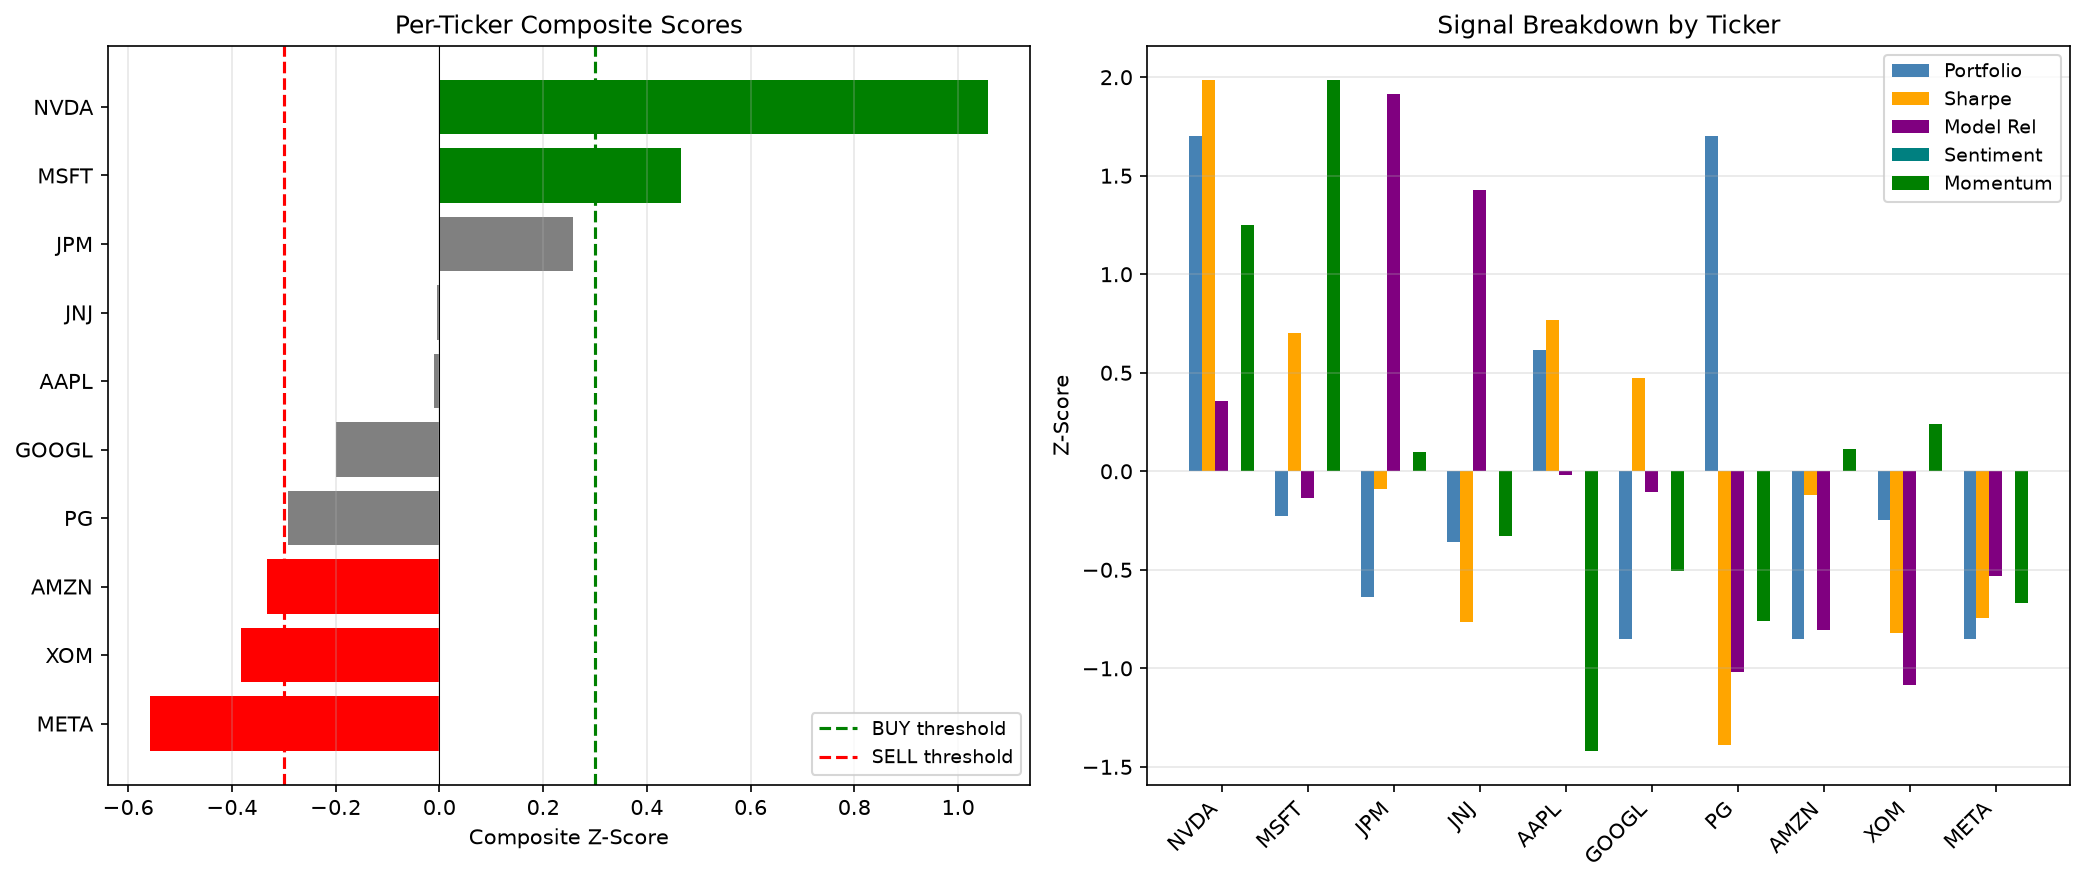 Per-Ticker Composite Scores
NVDA
MSFT
JPM
JNJ
AAPL
GOOGL
PG
AMZN
XOM
META
−0.6 −0.4 −0.2 0.0 0.2 0.4 0.6 0.8 1.0
Composite Z-Score
BUY threshold
SELL threshold
Signal Breakdown by Ticker
Z-Score
2.0
1.5
1.0
0.5
0.0
−0.5
−1.0
−1.5
NVDA MSFT JPM JNJ AAPL GOOGL PG AMZN XOM META
Portfolio
Sharpe
Model Rel
Sentiment
Momentum